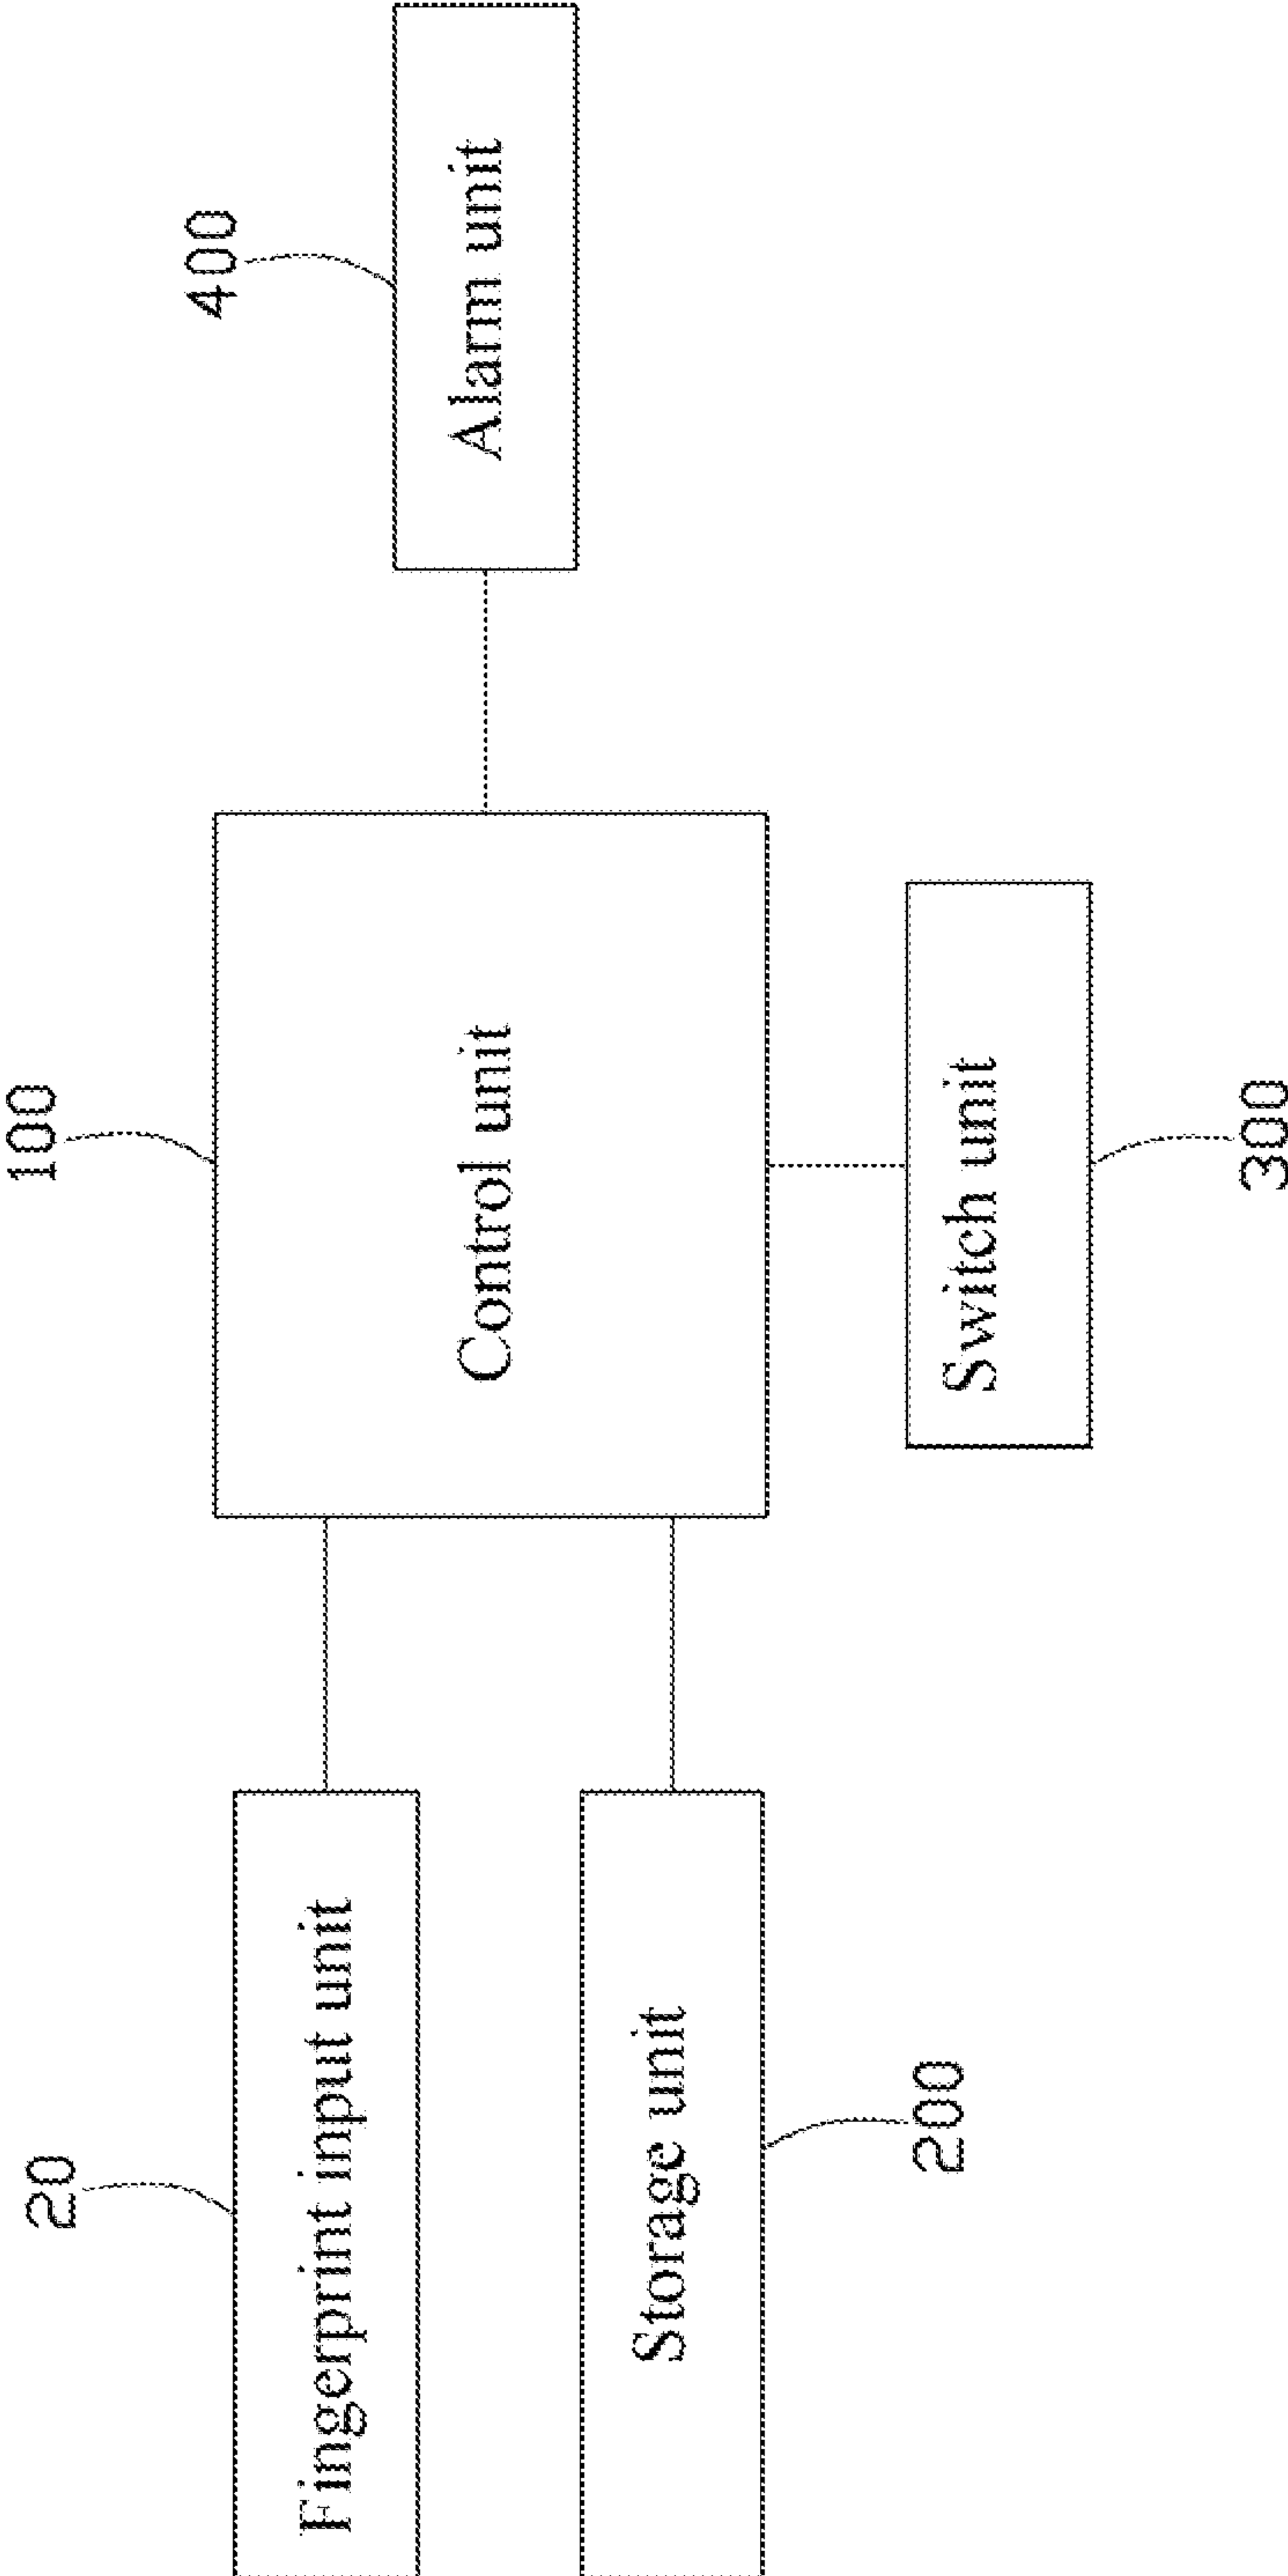 100
400
20
Fingerprint input unit
Control unit
Alarm unit
Storage unit
200
Switch unit
300